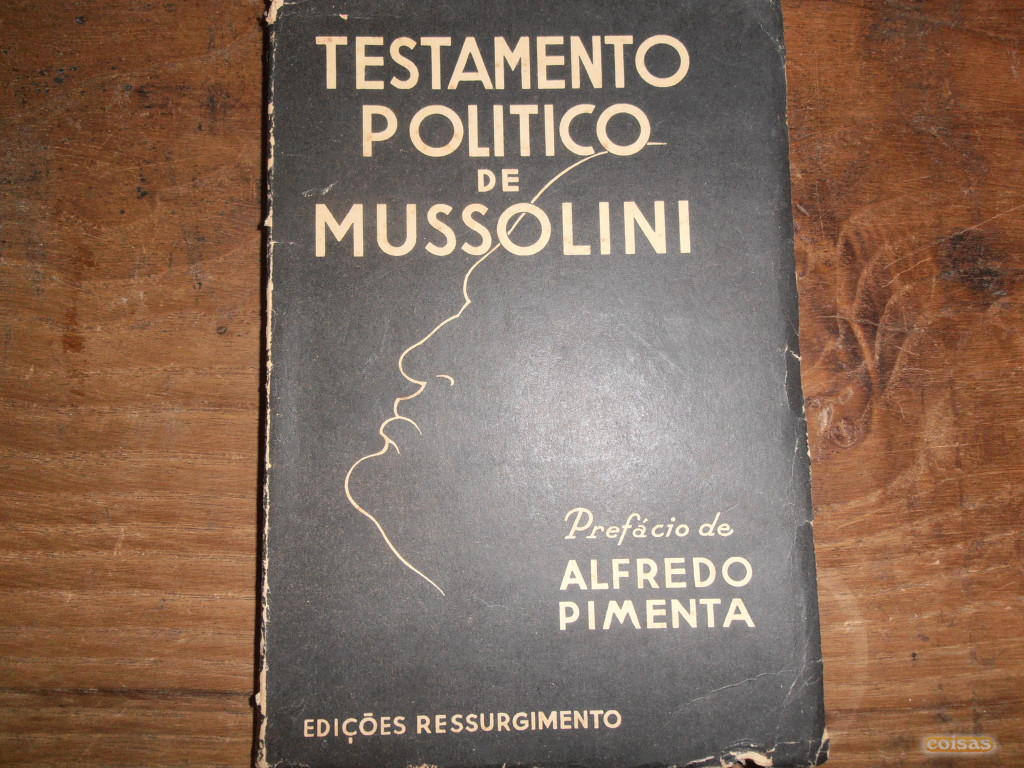 TESTAMENTO
POLITICO
DE
MUSSOLINI
Prefácio de
ALFREDO
PIMENTA
EDIÇÕES RESSURGIMENTO
coisas